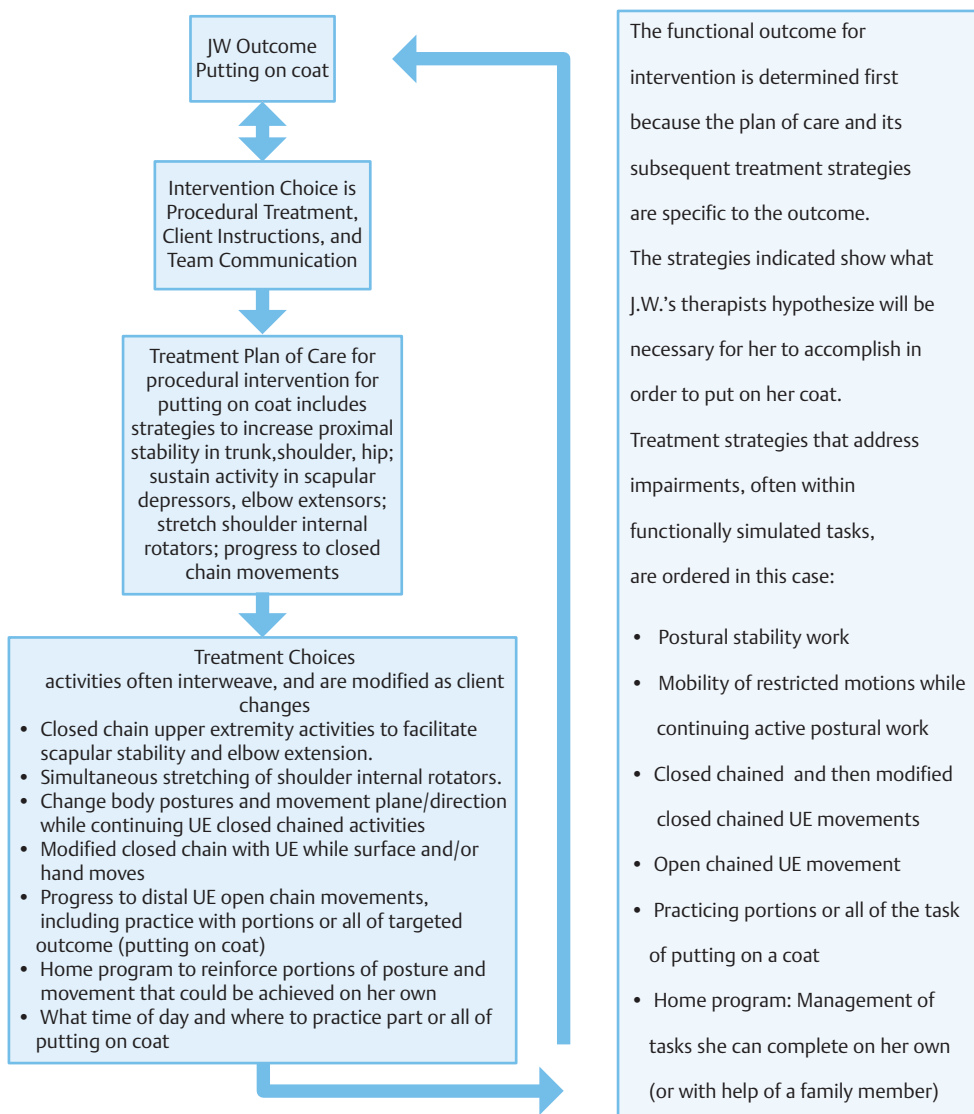 JW Outcome
Putting on coat
Intervention Choice is
Procedural Treatment,
Client Instructions, and
Team Communication
Treatment Plan of Care for
procedural intervention for
putting on coat includes
strategies to increase proximal
stability in trunk,shoulder, hip;
sustain activity in scapular
depressors, elbow extensors;
stretch shoulder internal
rotators; progress to closed
chain movements
Treatment Choices
activities often interweave, and are modified as client
changes
• Closed chain upper extremity activities to facilitate
scapular stability and elbow extension.
• Simultaneous stretching of shoulder internal rotators.
• Change body postures and movement plane/direction
while continuing UE closed chained activities
• Modified closed chain with UE while surface and/or
hand moves
• Progress to distal UE open chain movements,
including practice with portions or all of targeted
outcome (putting on coat)
• Home program to reinforce portions of posture and
movement that could be achieved on her own
• What time of day and where to practice part or all of
putting on coat
The functional outcome for
intervention is determined first
because the plan of care and its
subsequent treatment strategies
are specific to the outcome.
The strategies indicated show what
J.W.'s therapists hypothesize will be
necessary for her to accomplish in
order to put on her coat.
Treatment strategies that address
impairments, often within
functionally simulated tasks,
are ordered in this case:
• Postural stability work
• Mobility of restricted motions while
continuing active postural work
• Closed chained and then modified
closed chained UE movements
• Open chained UE movement
• Practicing portions or all of the task
of putting on a coat
• Home program: Management of
tasks she can complete on her own
(or with help of a family member)